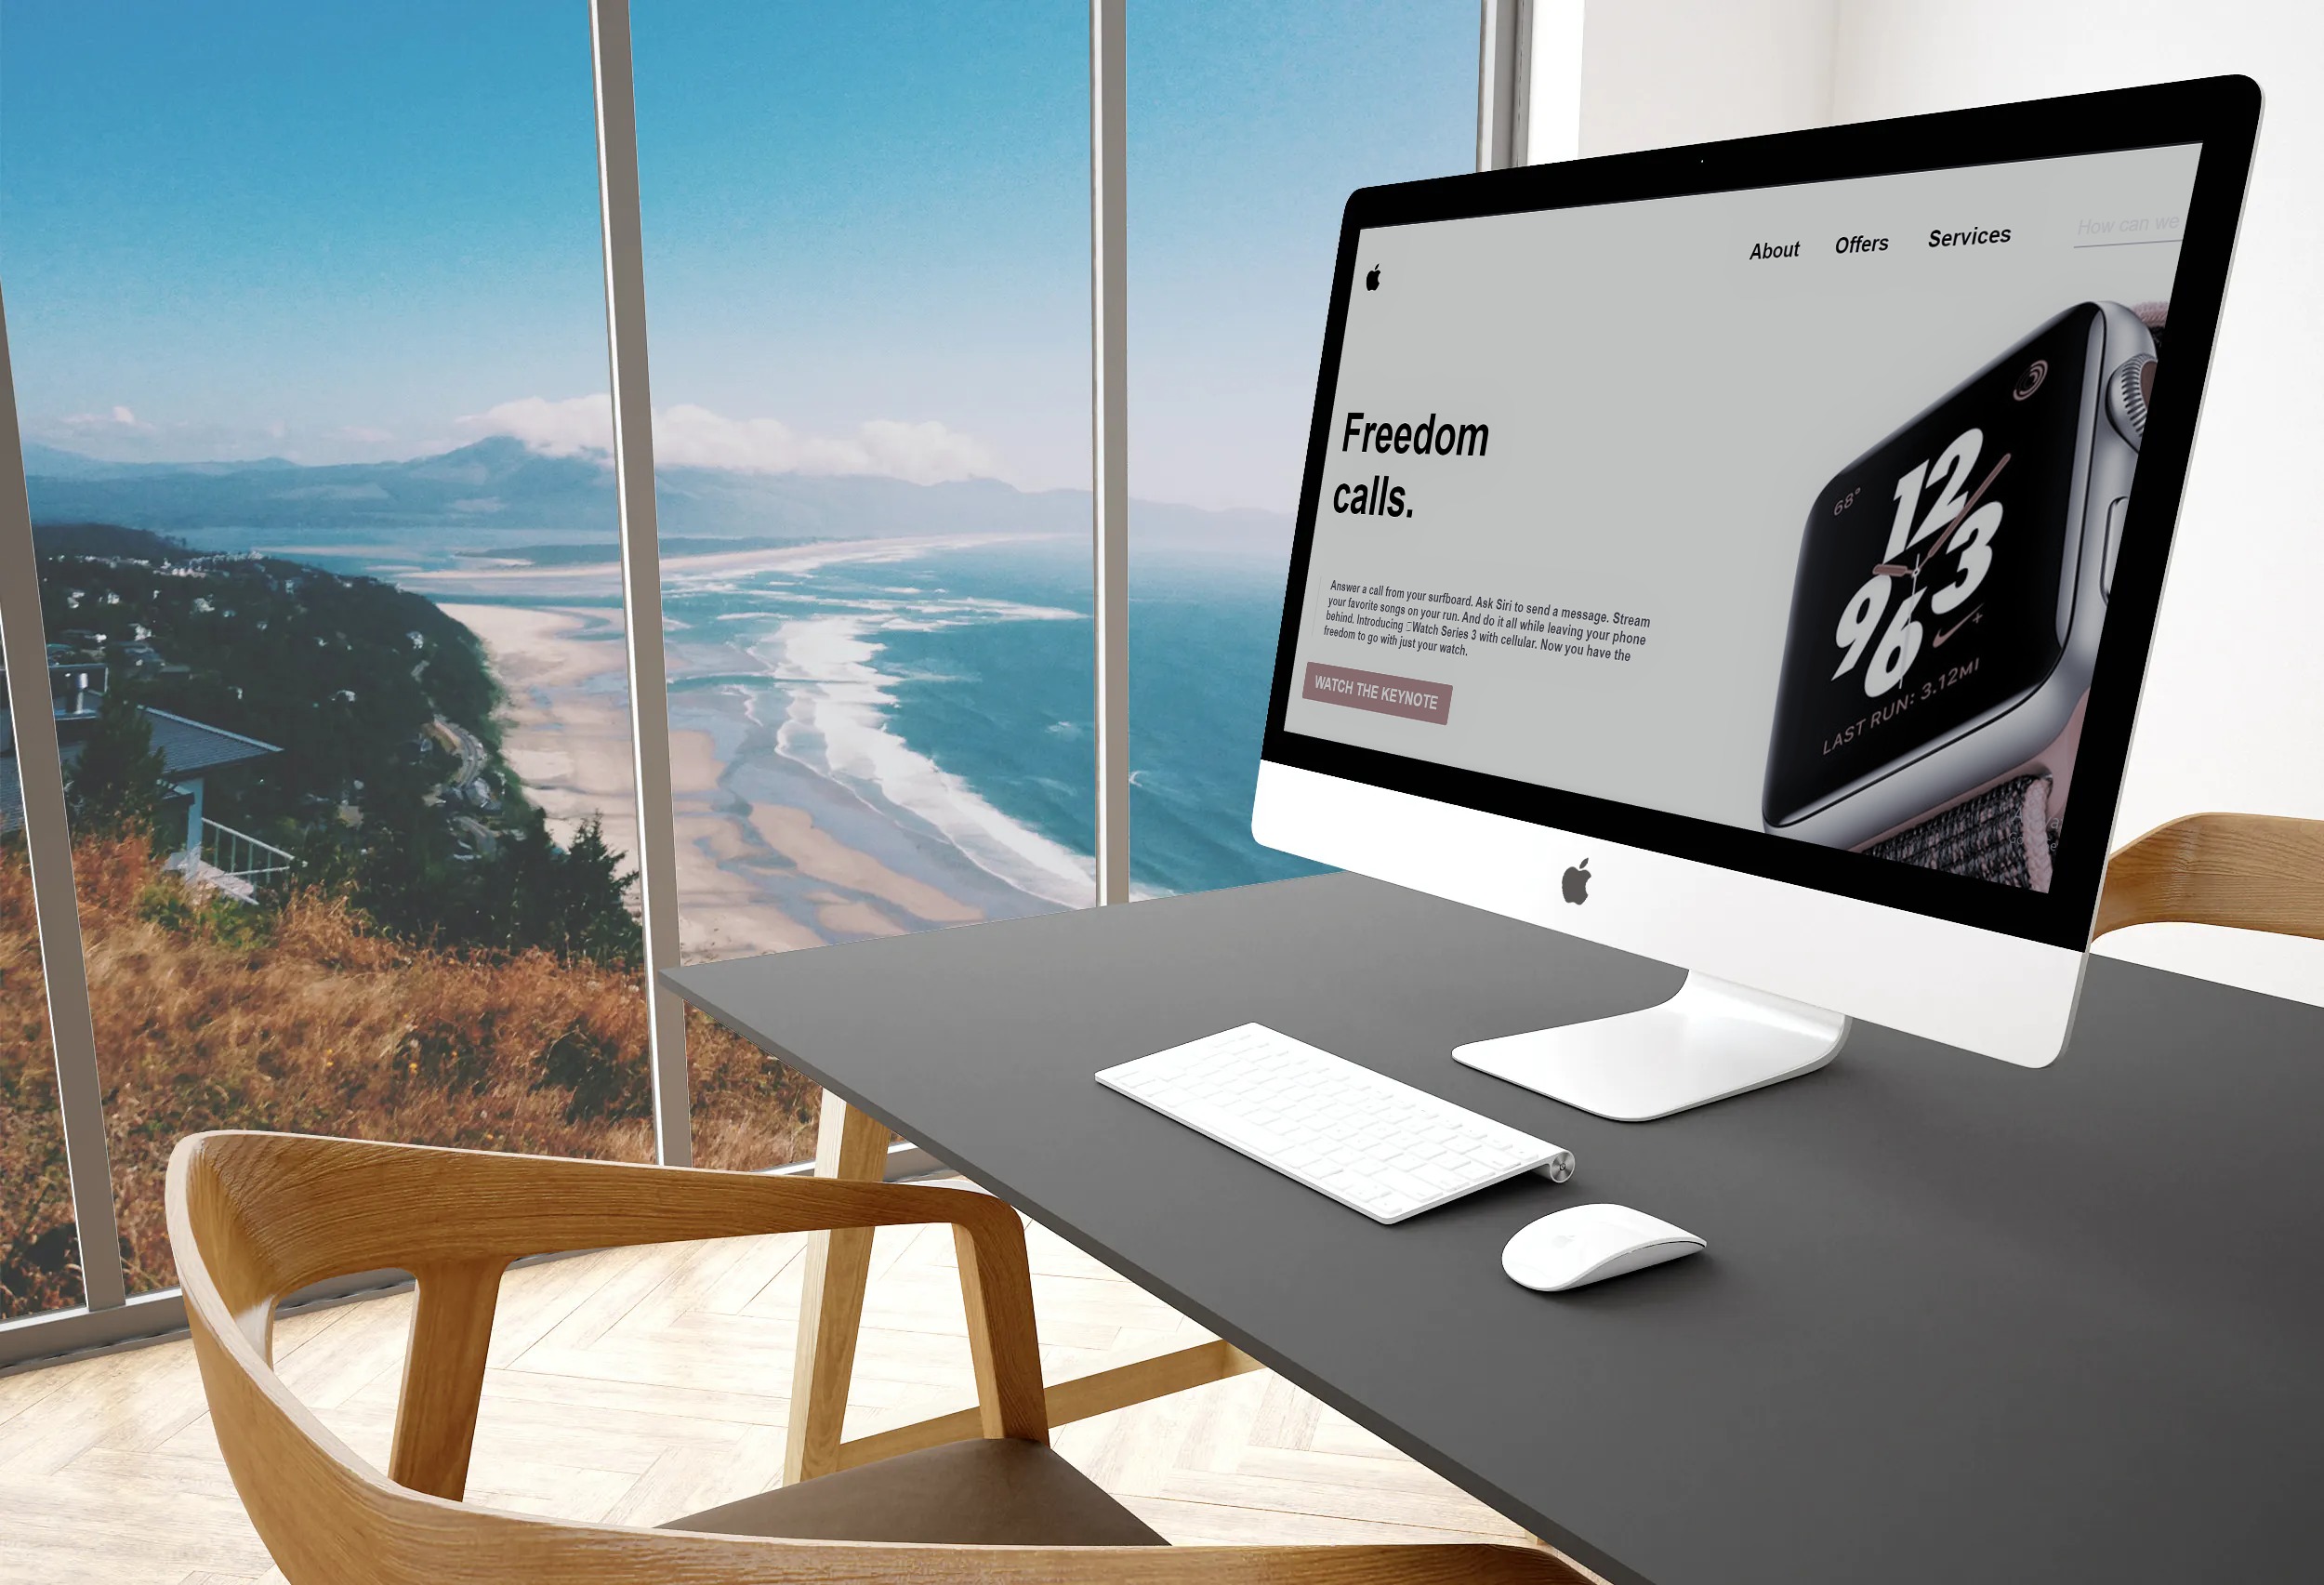 About Offers Services How can we
Freedom
calls.
Answer a call from your surfboard. Ask Siri to send a message. Stream
your favorite songs on your run. And do it all while leaving your phone
behind. Introducing Watch Series 3 with cellular. Now you have the
freedom to go with just your watch.
WATCH THE KEYNOTE
68°
12
3
9
6
+
LAST RUN: 3.12MI